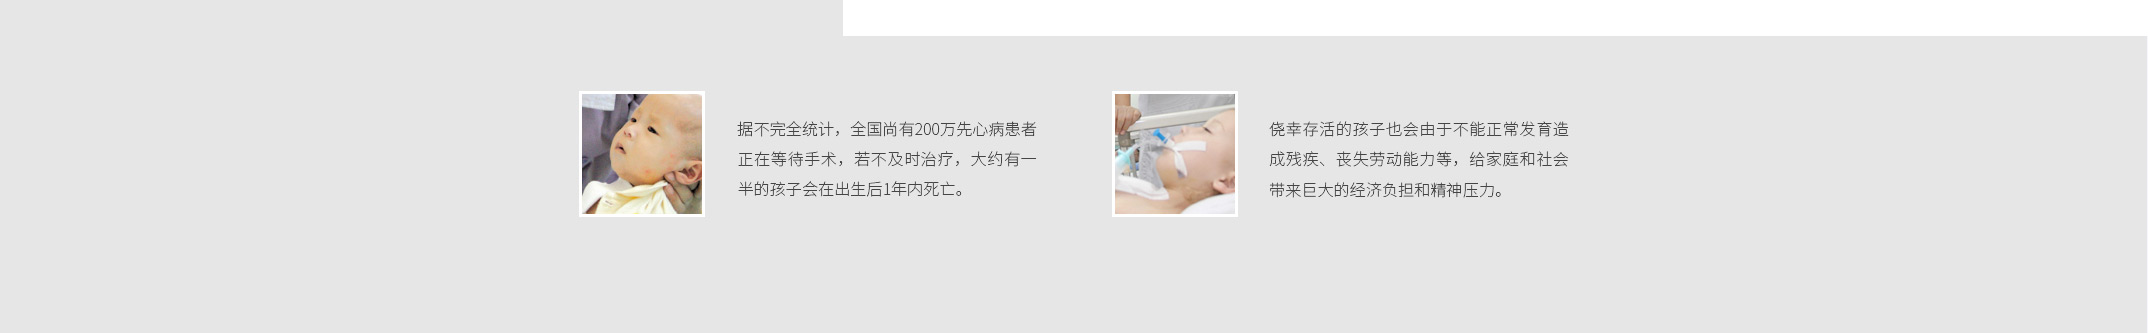 据不完全统计，全国尚有200万先心病患者
正在等待手术，若不及时治疗，大约有一
半的孩子会在出生后1年内死亡。
侥幸存活的孩子也会由于不能正常发育造
成残疾、丧失劳动能力等，给家庭和社会
带来巨大的经济负担和精神压力。